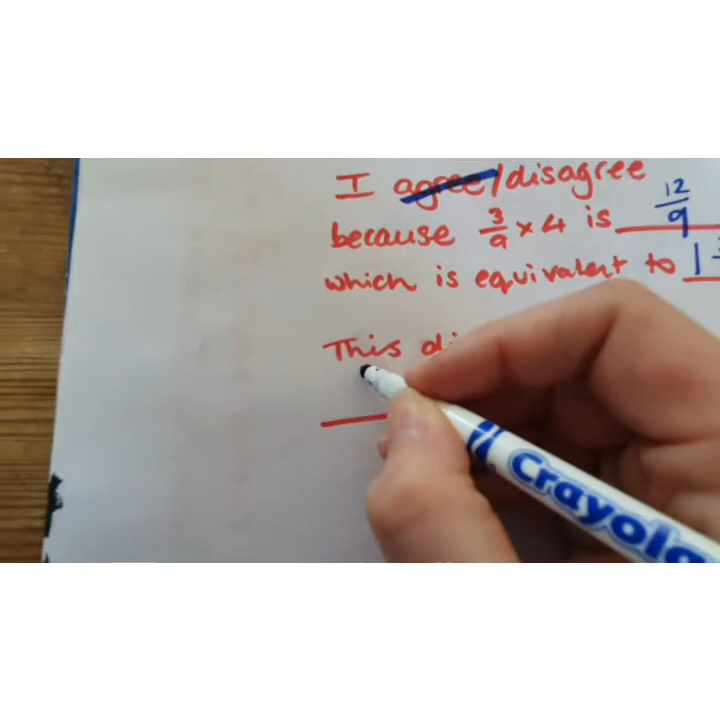 I agree/disagree
because 3/9 × 4 is 12/9
which is equivalent to 1
This
Crayola